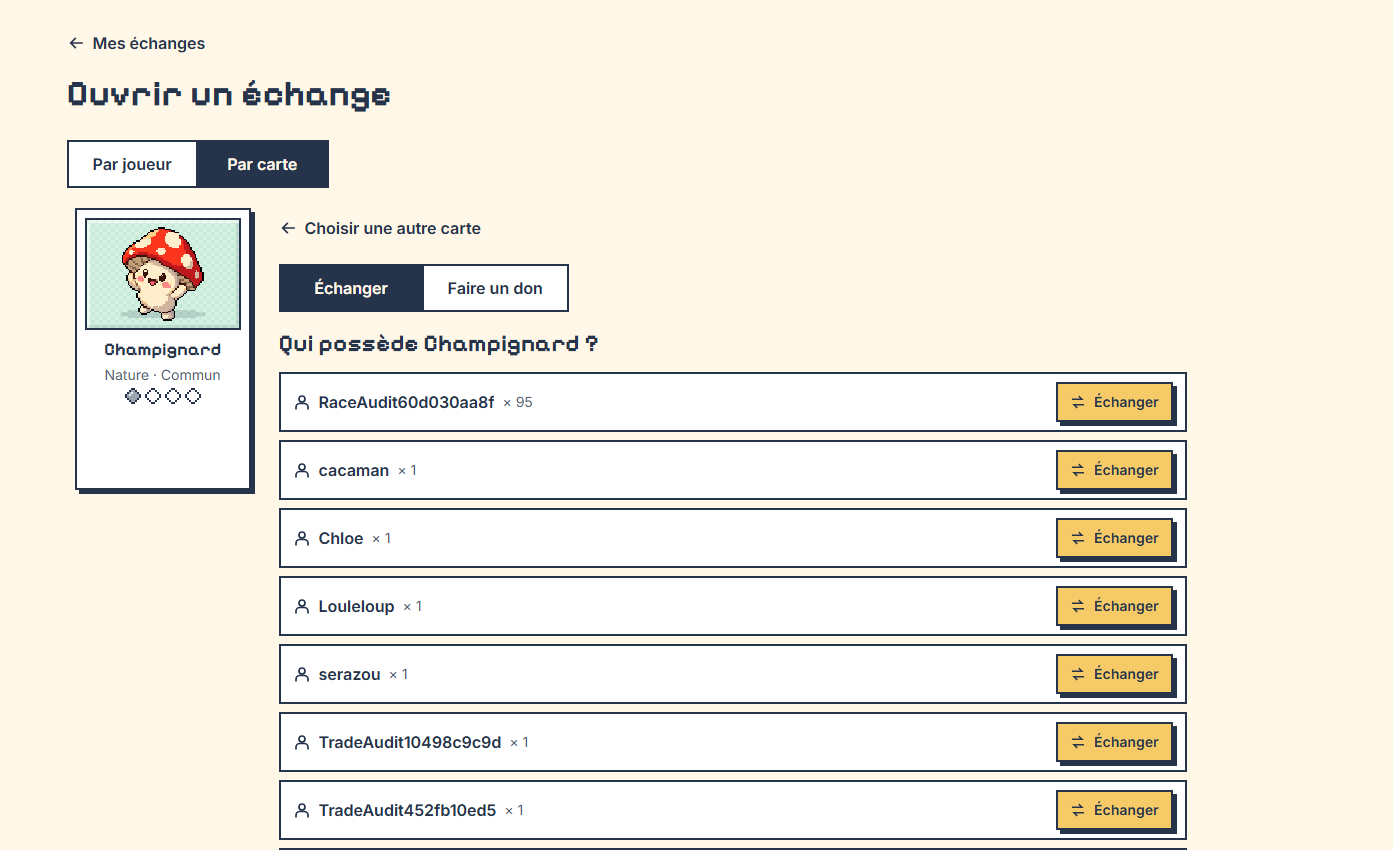 Mes échanges
Ouvrir un échange
Par joueur Par carte
Champignard
Nature · Commun
Choisir une autre carte
Échanger Faire un don
Qui possède Champignard ?
RaceAudit60d030aa8f × 95 Échanger
cacaman × 1 Échanger
Chloe × 1 Échanger
Louleloup × 1 Échanger
serazou × 1 Échanger
TradeAudit10498c9c9d × 1 Échanger
TradeAudit452fb10ed5 × 1 Échanger